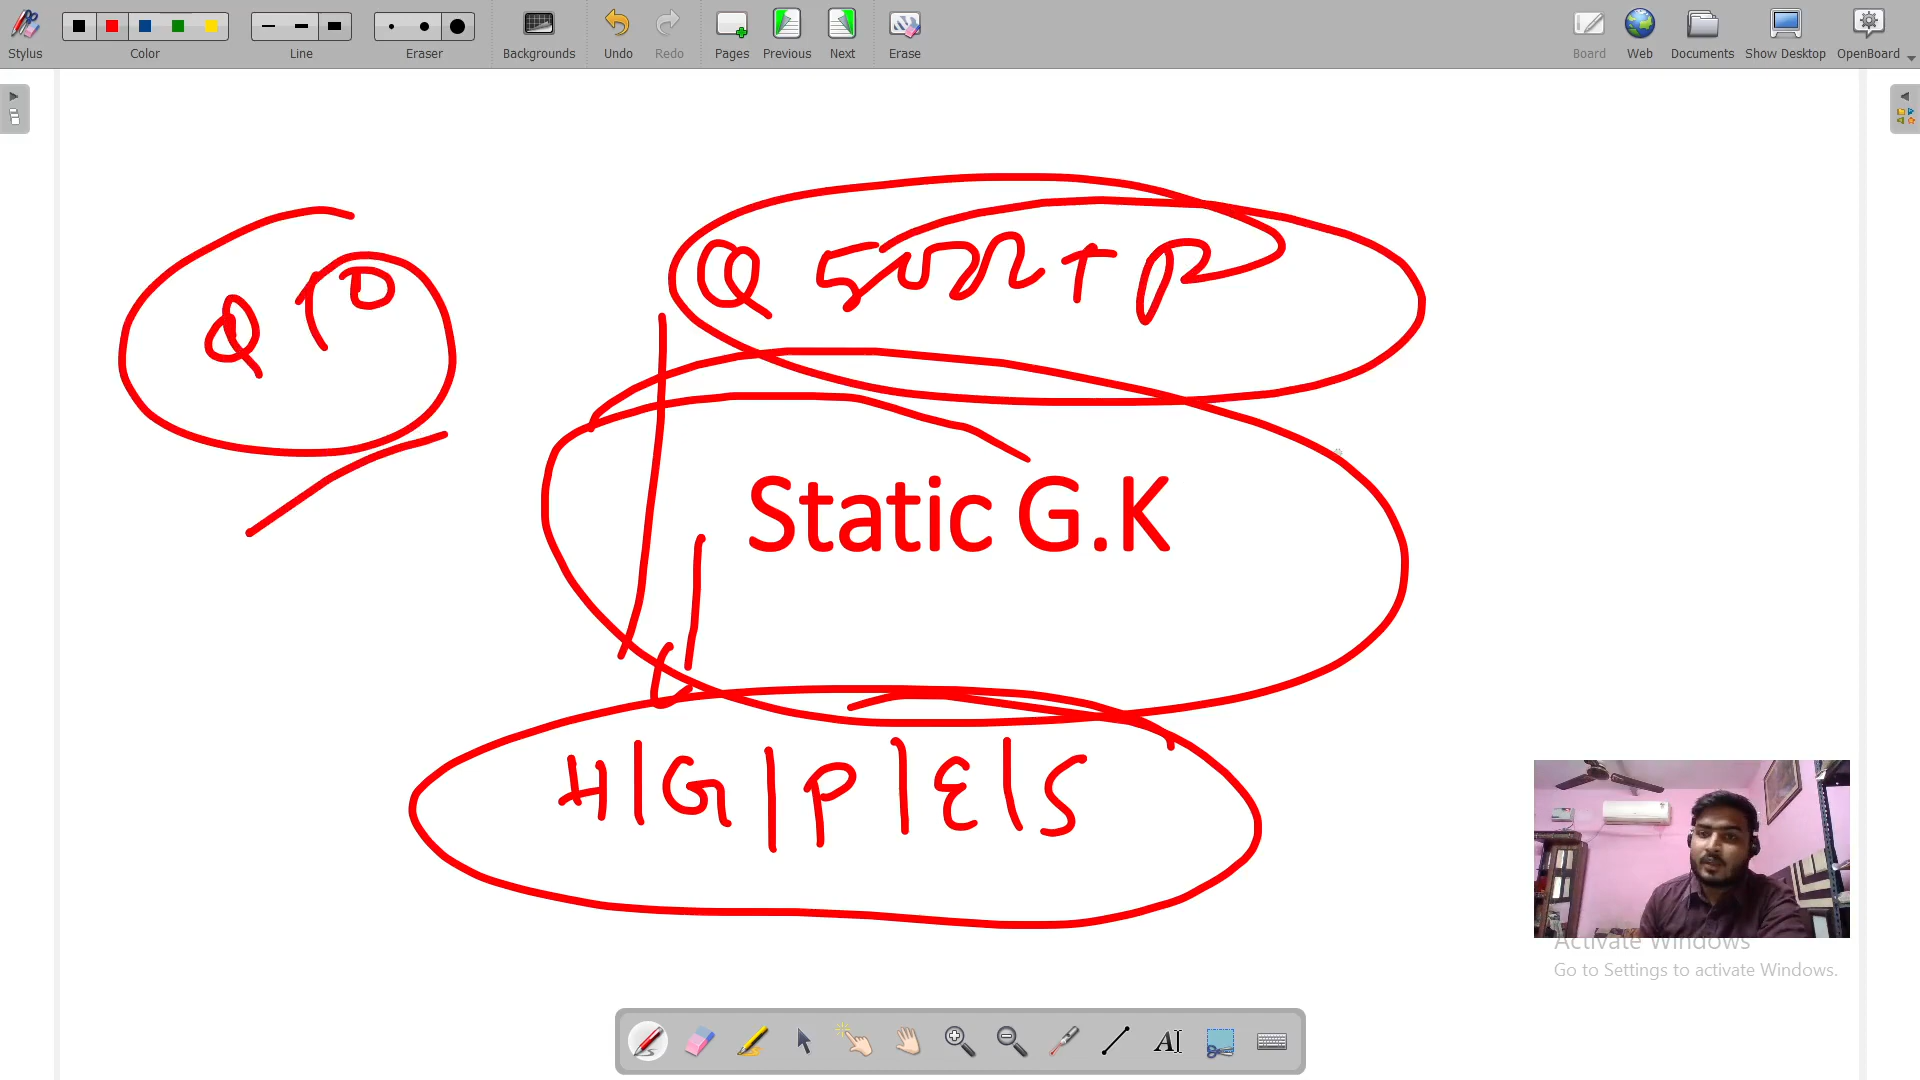 Stylus Color Line Eraser Backgrounds Undo Redo Pages Previous Next Erase Board Web Documents Show Desktop OpenBoard
Q 10
Q
+ P
Static G.K
H|G|P|E|S
Activate Windows
Go to Settings to activate Windows.